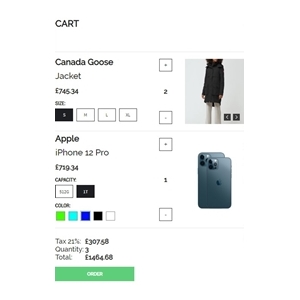 CART
Canada Goose
Jacket
£745.34
SIZE:
S M L XL
+
2
-
Apple
iPhone 12 Pro
£719.34
CAPACITY:
512G 1T
COLOR:
+
1
-
Tax 21%: £307.58
Quantity: 3
Total: £1464.68
ORDER